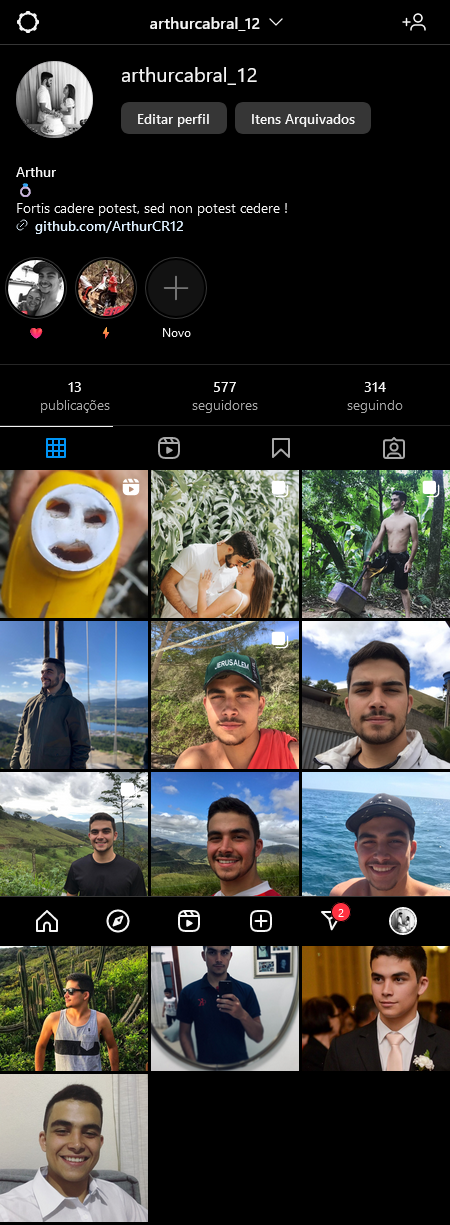 arthurcabral_12
arthurcabral_12
Editar perfil
Itens Arquivados
Arthur
Fortis cadere potest, sed non potest cedere !
github.com/ArthurCR12
Novo
13
publicações
577
seguidores
314
seguindo
JERUSALEM
2